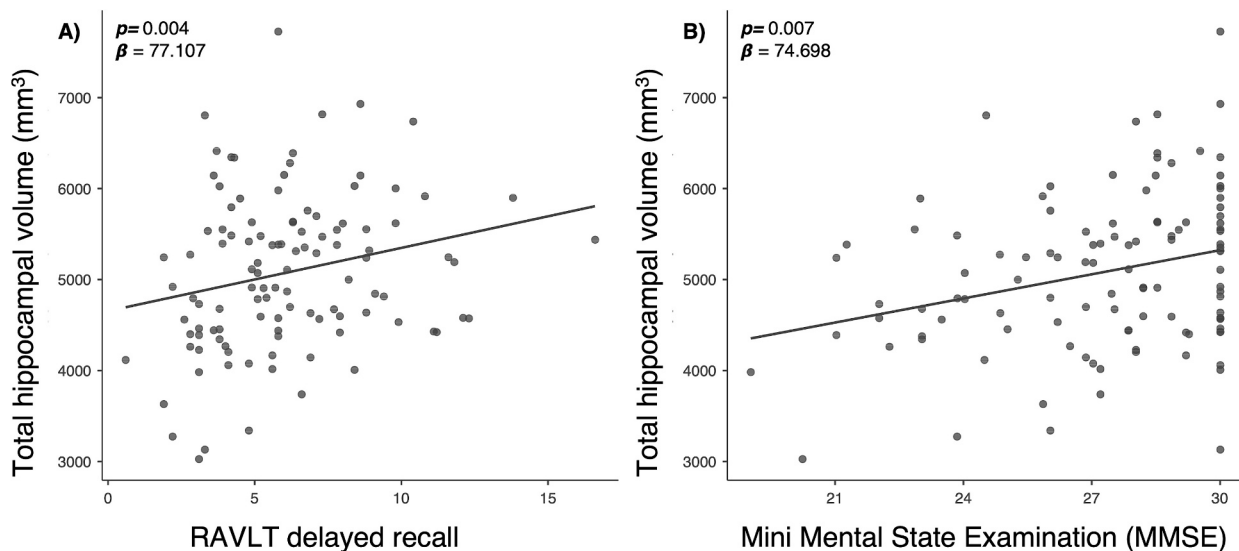 A)
p= 0.004
β = 77.107
Total hippocampal volume (mm³)
7000
6000
5000
4000
3000
0 5 10 15
RAVLT delayed recall
B)
p= 0.007
β = 74.698
Total hippocampal volume (mm³)
7000
6000
5000
4000
3000
21 24 27 30
Mini Mental State Examination (MMSE)